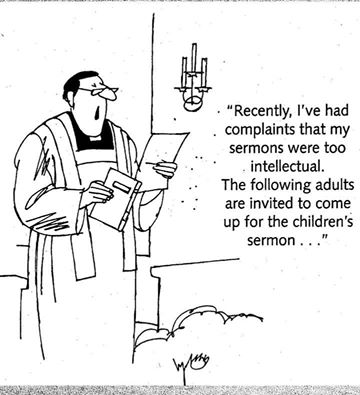 "Recently, I've had
complaints that my
sermons were too
intellectual.
The following adults
are invited to come
up for the children's
sermon . . ."